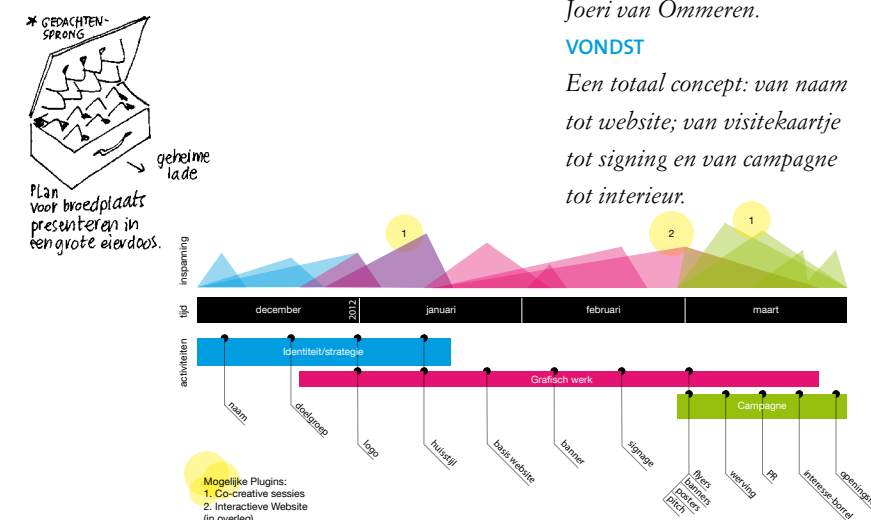 * GEDACHTEN-
SPRONG
geheime
lade
Plan
voor broedplaats
presenteren in
een grote eierdoos.
Joeri van Ommeren.
VONDST
Een totaal concept: van naam
tot website; van visitekaartje
tot signing en van campagne
tot interieur.
1
2
1
inspanning
tijd
december
2012
januari
februari
maart
activiteiten
Identiteit/strategie
Grafisch werk
Campagne
naam
doelgroep
logo
huisstijl
basis website
banner
signage
flyers
banners
posters
pitch
werving
PR
interesse-borrel
Mogelijke Plugins:
1. Co-creative sessies
2. Interactieve Website
(in overleg)